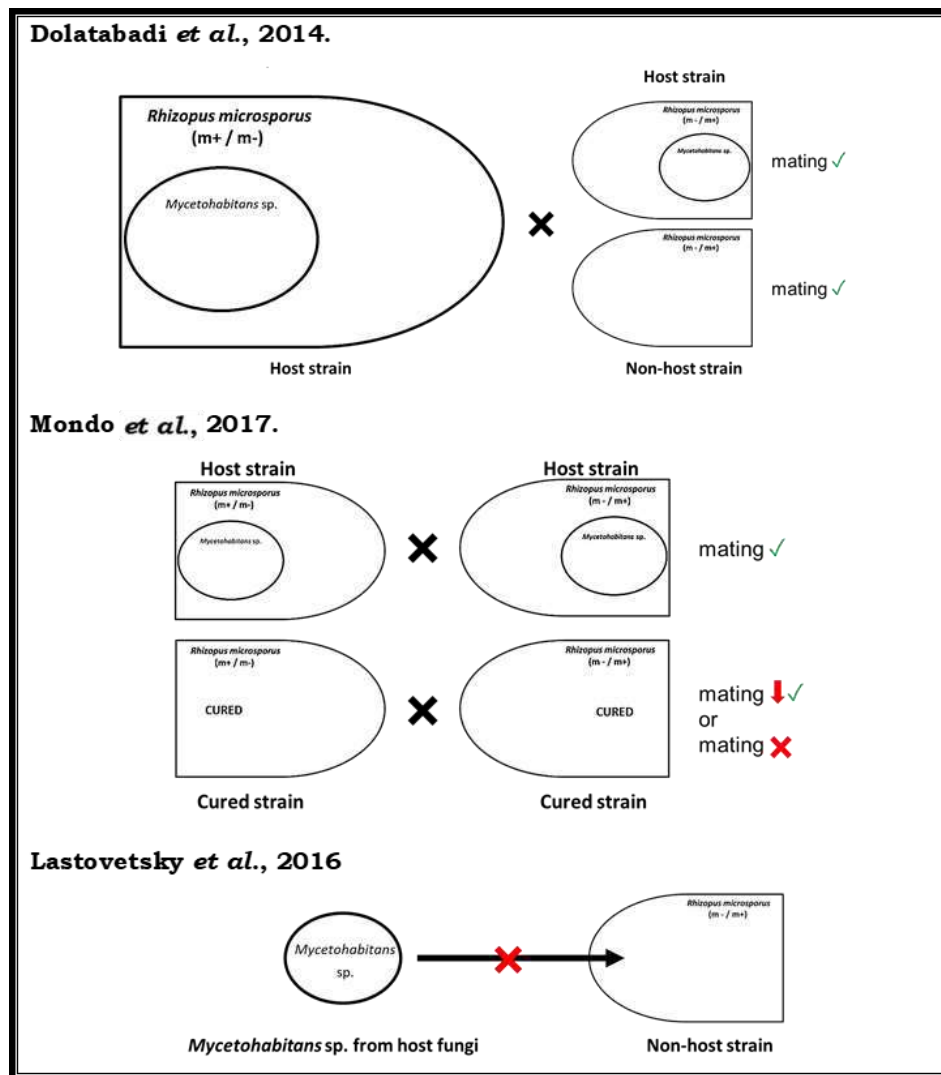 Dolatabadi et al., 2014.
Host strain
Rhizopus microsporus
(m+ / m-)
Mycetohabitans sp.
Rhizopus microsporus
(m - / m+)
Mycetohabitans sp.
mating ✓
Rhizopus microsporus
(m - / m+)
mating ✓
Host strain
Non-host strain
Mondo et al., 2017.
Host strain
Host strain
Rhizopus microsporus
(m+ / m-)
Mycetohabitans sp.
Rhizopus microsporus
(m - / m+)
Mycetohabitans sp.
mating ✓
Rhizopus microsporus
(m+ / m-)
CURED
Rhizopus microsporus
(m - / m+)
CURED
mating ⬇✓
or
mating ✗
Cured strain
Cured strain
Lastovetsky et al., 2016
Mycetohabitans
sp.
Rhizopus microsporus
(m - / m+)
Mycetohabitans sp. from host fungi
Non-host strain